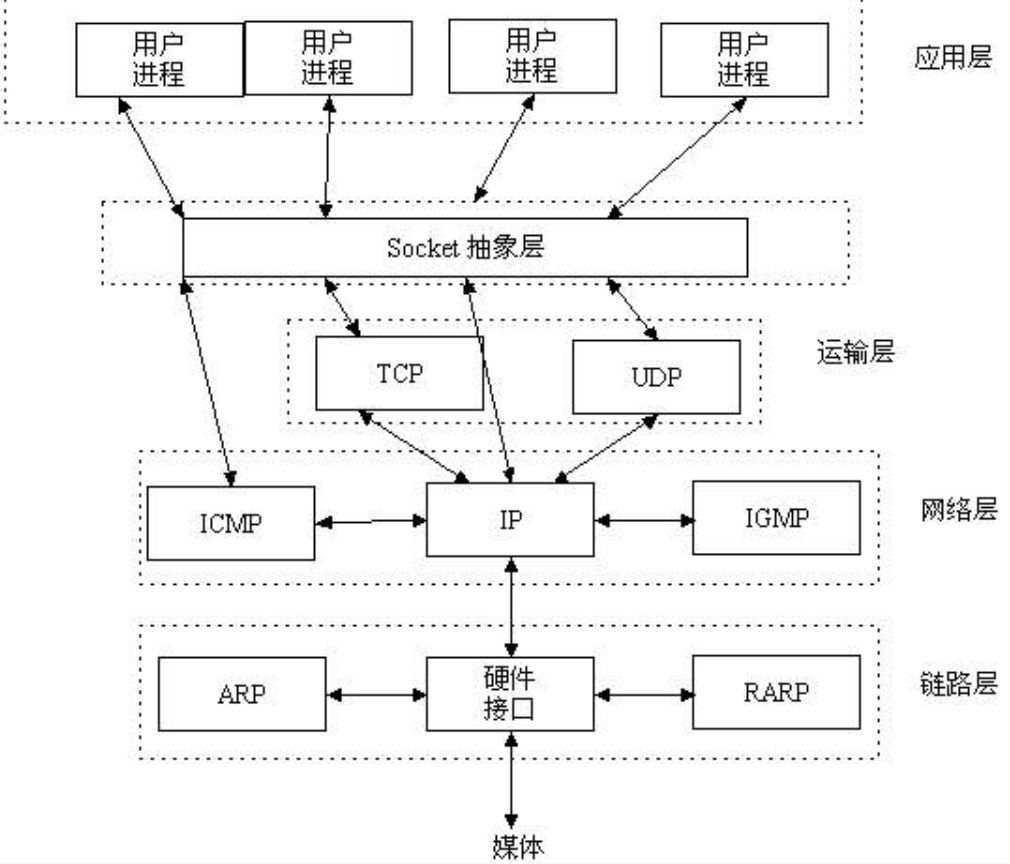 用户
进程
用户
进程
用户
进程
用户
进程
应用层
Socket 抽象层
TCP
UDP
运输层
ICMP
IP
IGMP
网络层
ARP
硬件
接口
RARP
链路层
媒体